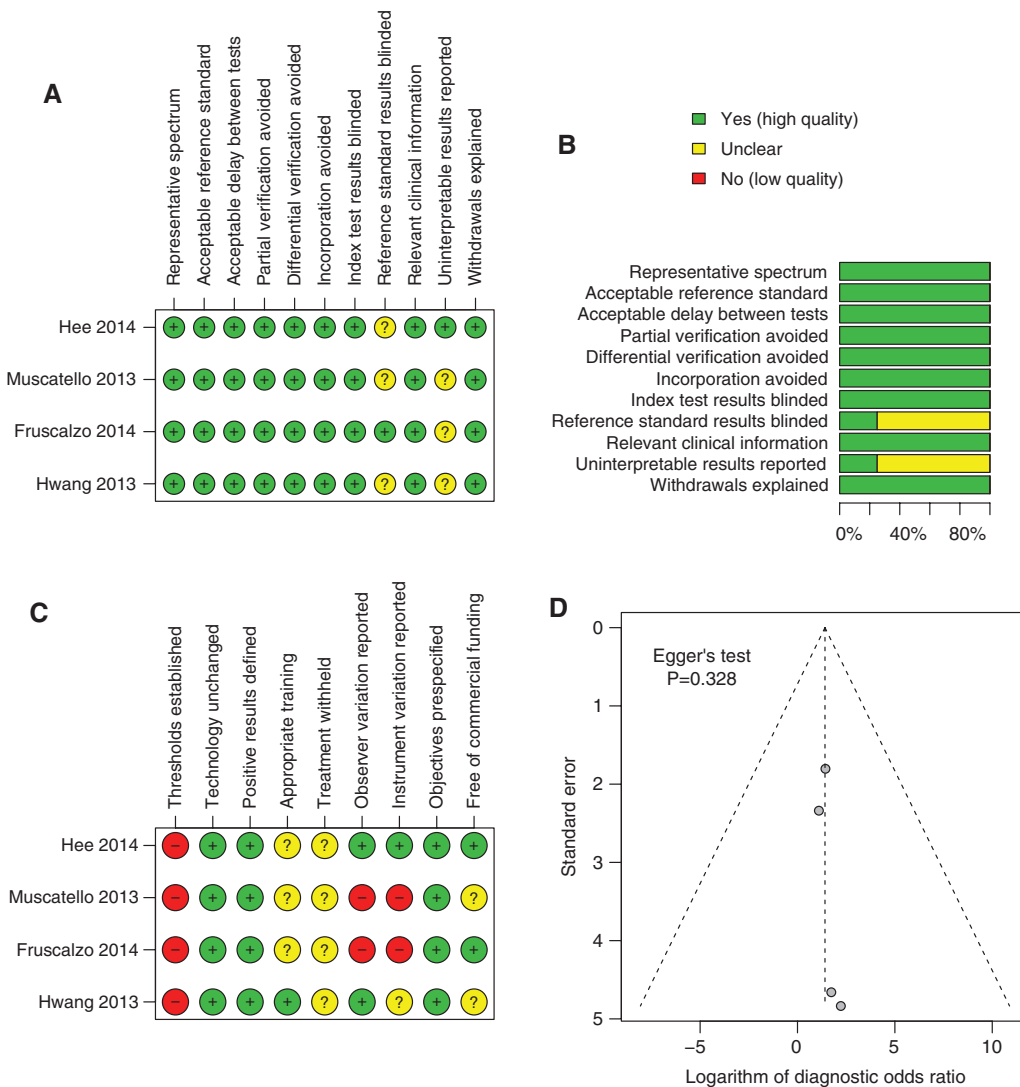 A
Representative spectrum
Acceptable reference standard
Acceptable delay between tests
Partial verification avoided
Differential verification avoided
Incorporation avoided
Index test results blinded
Reference standard results blinded
Relevant clinical information
Uninterpretable results reported
Withdrawals explained
Hee 2014
+ + + + + + + ? + + +
Muscatello 2013
+ + + + + + + ? + ? +
Fruscalzo 2014
+ + + + + + + + + ? +
Hwang 2013
+ + + + + + + ? + ? +
B
Yes (high quality)
Unclear
No (low quality)
Representative spectrum
Acceptable reference standard
Acceptable delay between tests
Partial verification avoided
Differential verification avoided
Incorporation avoided
Index test results blinded
Reference standard results blinded
Relevant clinical information
Uninterpretable results reported
Withdrawals explained
0% 40% 80%
C
Thresholds established
Technology unchanged
Positive results defined
Appropriate training
Treatment withheld
Observer variation reported
Instrument variation reported
Objectives prespecified
Free of commercial funding
Hee 2014
− + + ? ? + + + +
Muscatello 2013
− + + ? ? − − + ?
Fruscalzo 2014
− + + ? ? − − + +
Hwang 2013
− + + + ? + ? + ?
D
Egger's test
P=0.328
Standard error
0
1
2
3
4
5
−5 0 5 10
Logarithm of diagnostic odds ratio